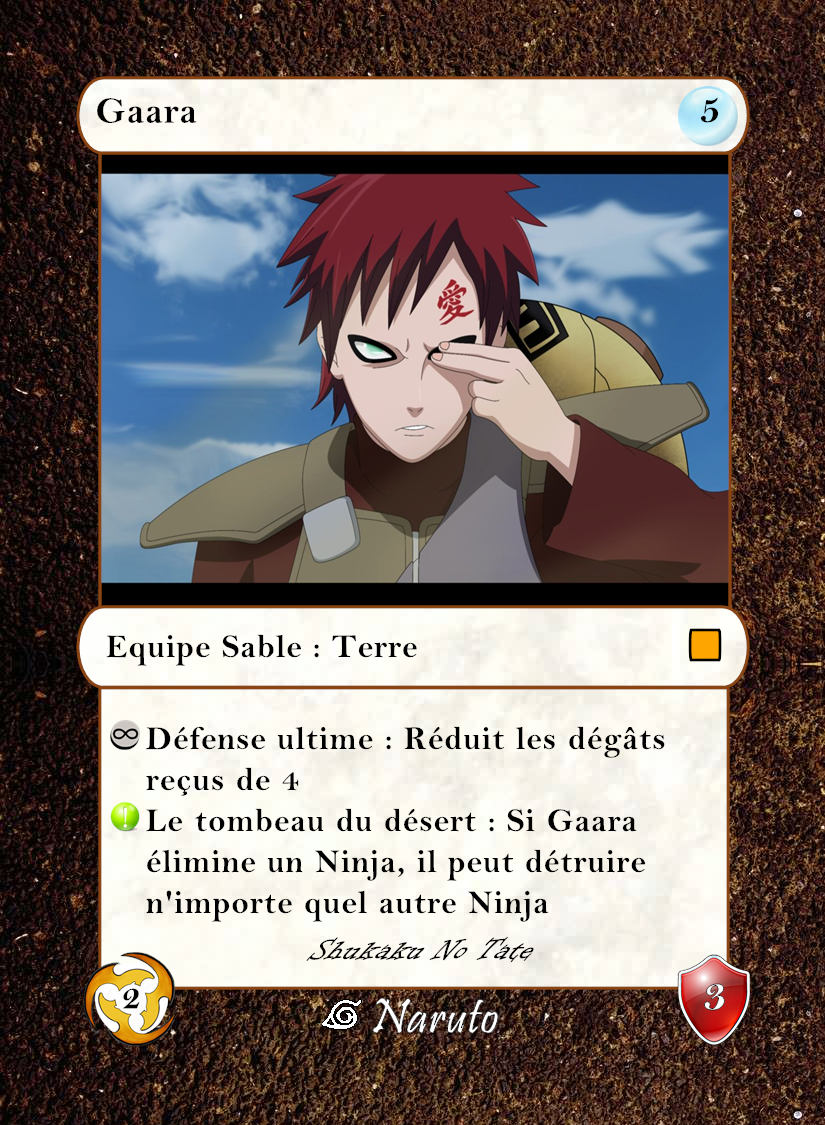 Gaara
5
愛
Equipe Sable : Terre
∞ Défense ultime : Réduit les dégâts
reçus de 4
! Le tombeau du désert : Si Gaara
élimine un Ninja, il peut détruire
n'importe quel autre Ninja
Shukaku No Tate
2
3
Naruto